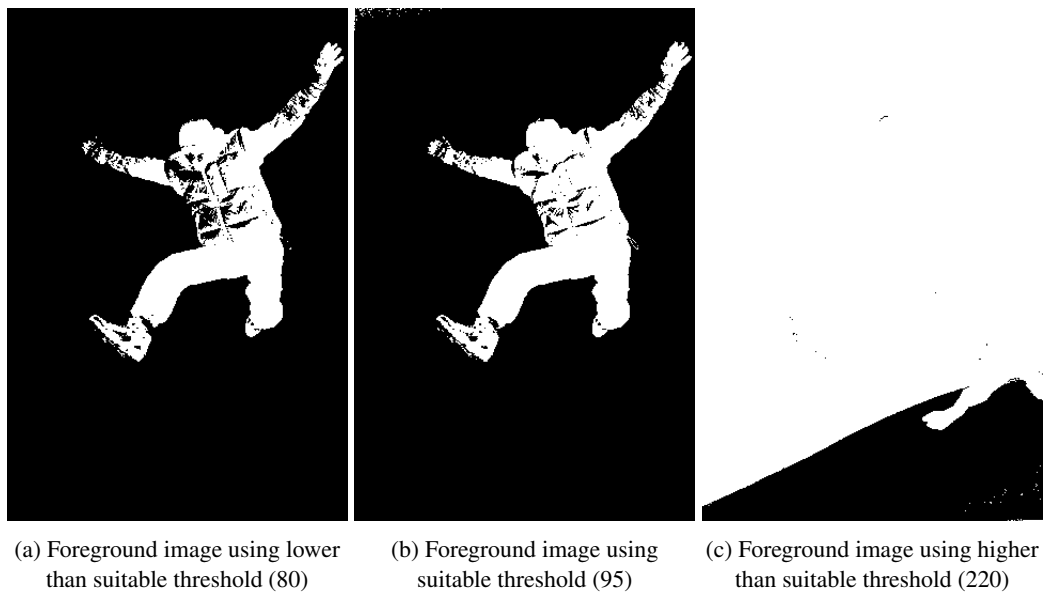 (a) Foreground image using lower
than suitable threshold (80)
(b) Foreground image using
suitable threshold (95)
(c) Foreground image using higher
than suitable threshold (220)